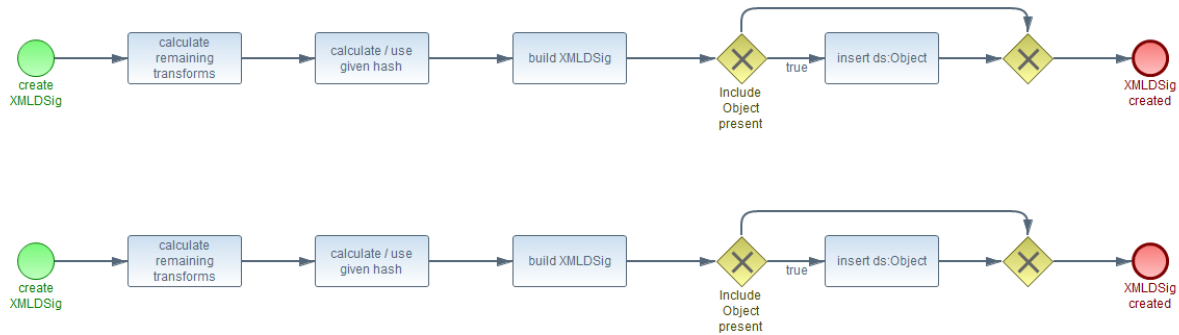 calculate
remaining
transforms
calculate / use
given hash
build XMLDSig
insert ds:Object
true
create
XMLDSig
Include
Object
present
XMLDSig
created
calculate
remaining
transforms
calculate / use
given hash
build XMLDSig
insert ds:Object
true
create
XMLDSig
Include
Object
present
XMLDSig
created